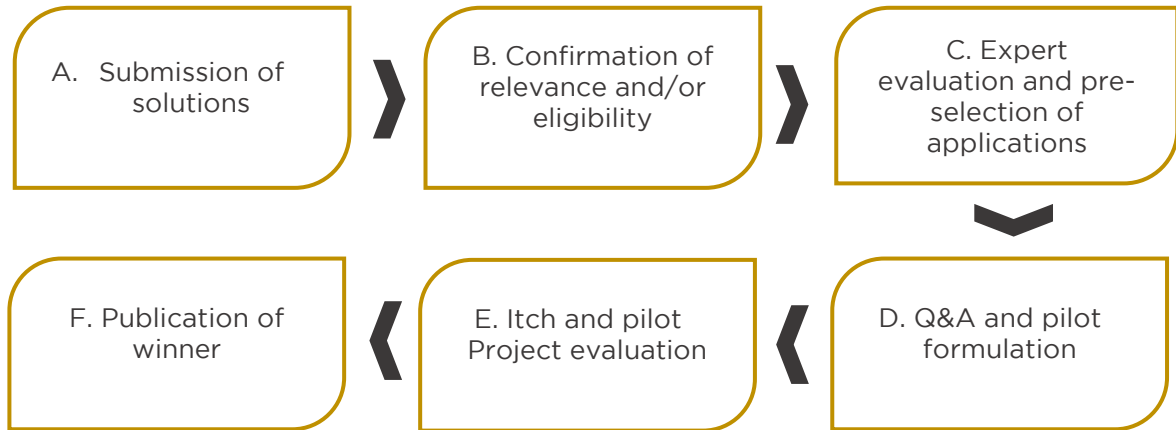 A. Submission of
solutions
B. Confirmation of
relevance and/or
eligibility
C. Expert
evaluation and pre-
selection of
applications
D. Q&A and pilot
formulation
E. Itch and pilot
Project evaluation
F. Publication of
winner